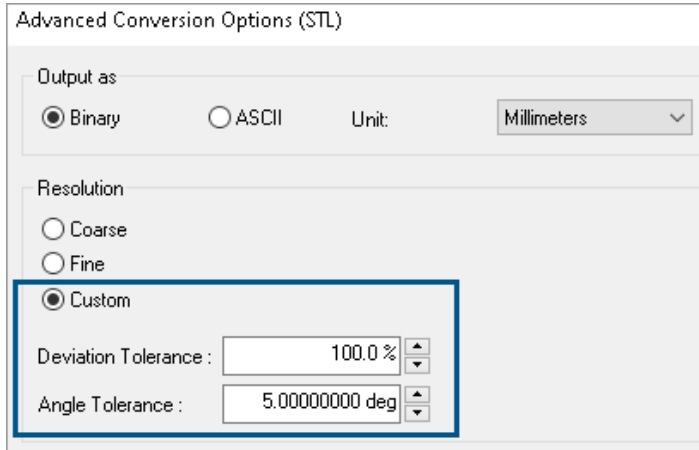 Advanced Conversion Options (STL)
Output as
Binary ASCII Unit: Millimeters
Resolution
Coarse
Fine
Custom
Deviation Tolerance : 100.0 %
Angle Tolerance : 5.00000000 deg